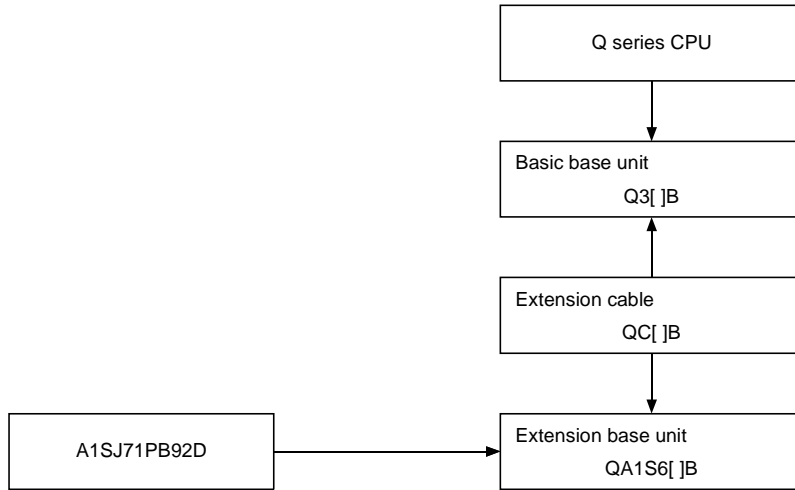 Q series CPU
Basic base unit
Q3[ ]B
Extension cable
QC[ ]B
A1SJ71PB92D
Extension base unit
QA1S6[ ]B